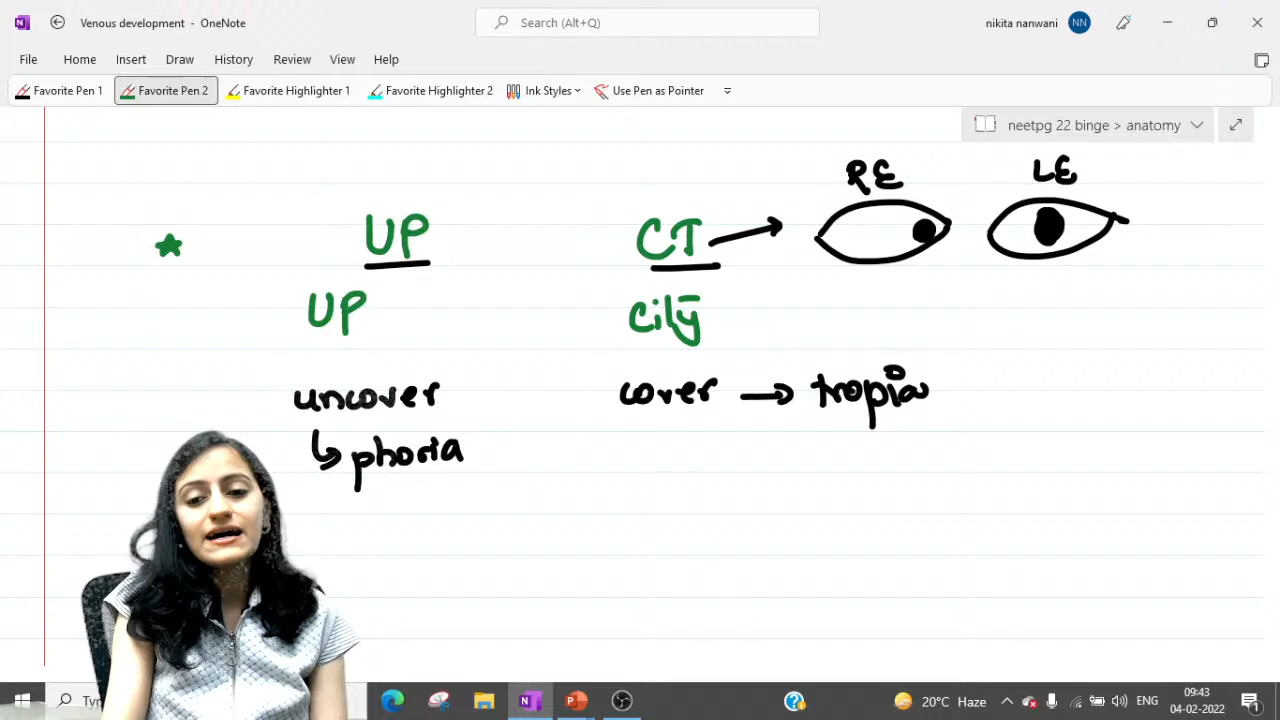 Venous development - OneNote
Search (Alt+Q)
nikita nanwani NN
File Home Insert Draw History Review View Help
Favorite Pen 1 Favorite Pen 2 Favorite Highlighter 1 Favorite Highlighter 2 Ink Styles Use Pen as Pointer
neetpg 22 binge > anatomy
RE LE
UP CT
UP City
uncover cover → tropia
↳ phoria
20°C Haze ENG 09:43
04-02-2022